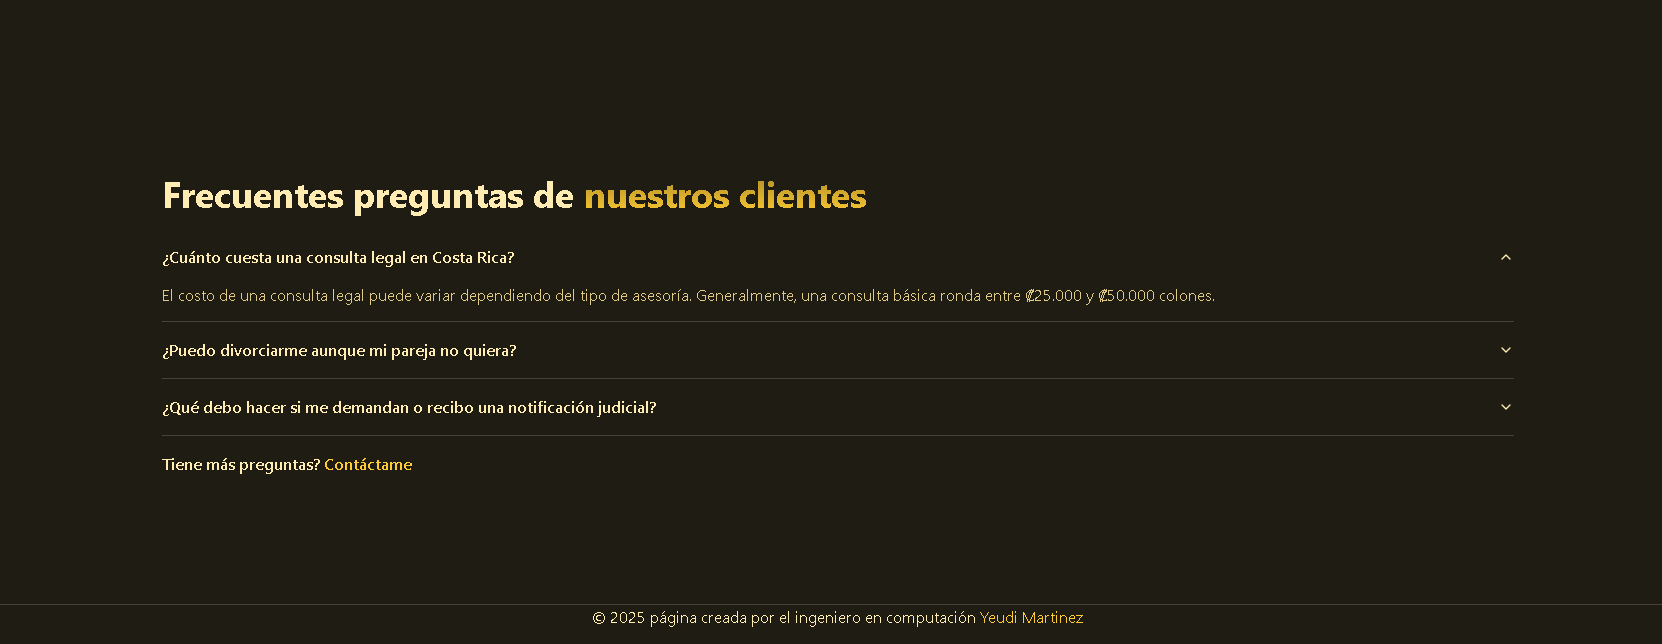 Frecuentes preguntas de nuestros clientes
¿Cuánto cuesta una consulta legal en Costa Rica?
El costo de una consulta legal puede variar dependiendo del tipo de asesoría. Generalmente, una consulta básica ronda entre ₡25.000 y ₡50.000 colones.
¿Puedo divorciarme aunque mi pareja no quiera?
¿Qué debo hacer si me demandan o recibo una notificación judicial?
Tiene más preguntas? Contáctame
© 2025 página creada por el ingeniero en computación Yeudi Martinez